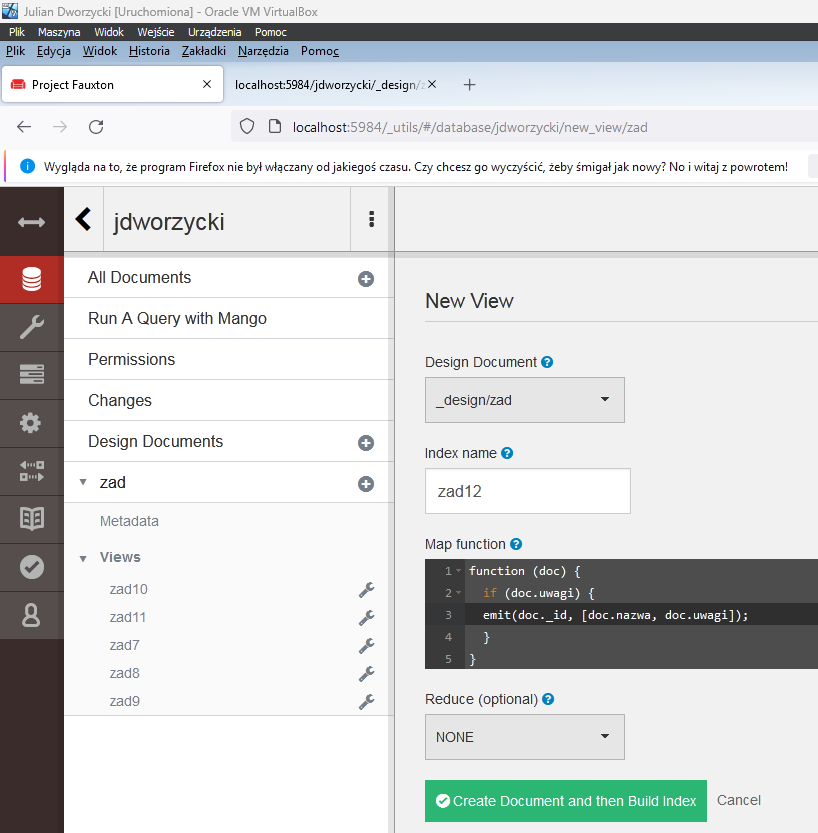 Julian Dworzycki [Uruchomiona] - Oracle VM VirtualBox
Plik Maszyna Widok Wejście Urządzenia Pomoc
Plik Edycja Widok Historia Zakładki Narzędzia Pomoc
Project Fauxton
localhost:5984/jdworzycki/_design/z
localhost:5984/_utils/#/database/jdworzycki/new_view/zad
Wygląda na to, że program Firefox nie był włączany od jakiegoś czasu. Czy chcesz go wyczyścić, żeby śmigał jak nowy? No i witaj z powrotem!
jdworzycki
All Documents
Run A Query with Mango
Permissions
Changes
Design Documents
zad
Metadata
Views
zad10
zad11
zad7
zad8
zad9
New View
Design Document
_design/zad
Index name
zad12
Map function
1 function (doc) {
2 if (doc.uwagi) {
3 emit(doc._id, [doc.nazwa, doc.uwagi]);
4 }
5 }
Reduce (optional)
NONE
Create Document and then Build Index Cancel